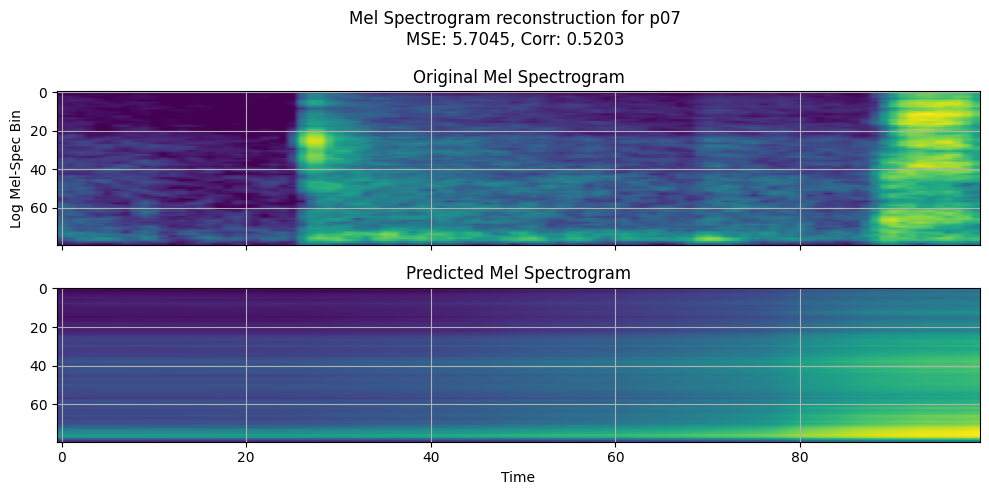 Mel Spectrogram reconstruction for p07
MSE: 5.7045, Corr: 0.5203
Original Mel Spectrogram
Log Mel-Spec Bin
0
20
40
60
Predicted Mel Spectrogram
0
20
40
60
0 20 40 60 80
Time